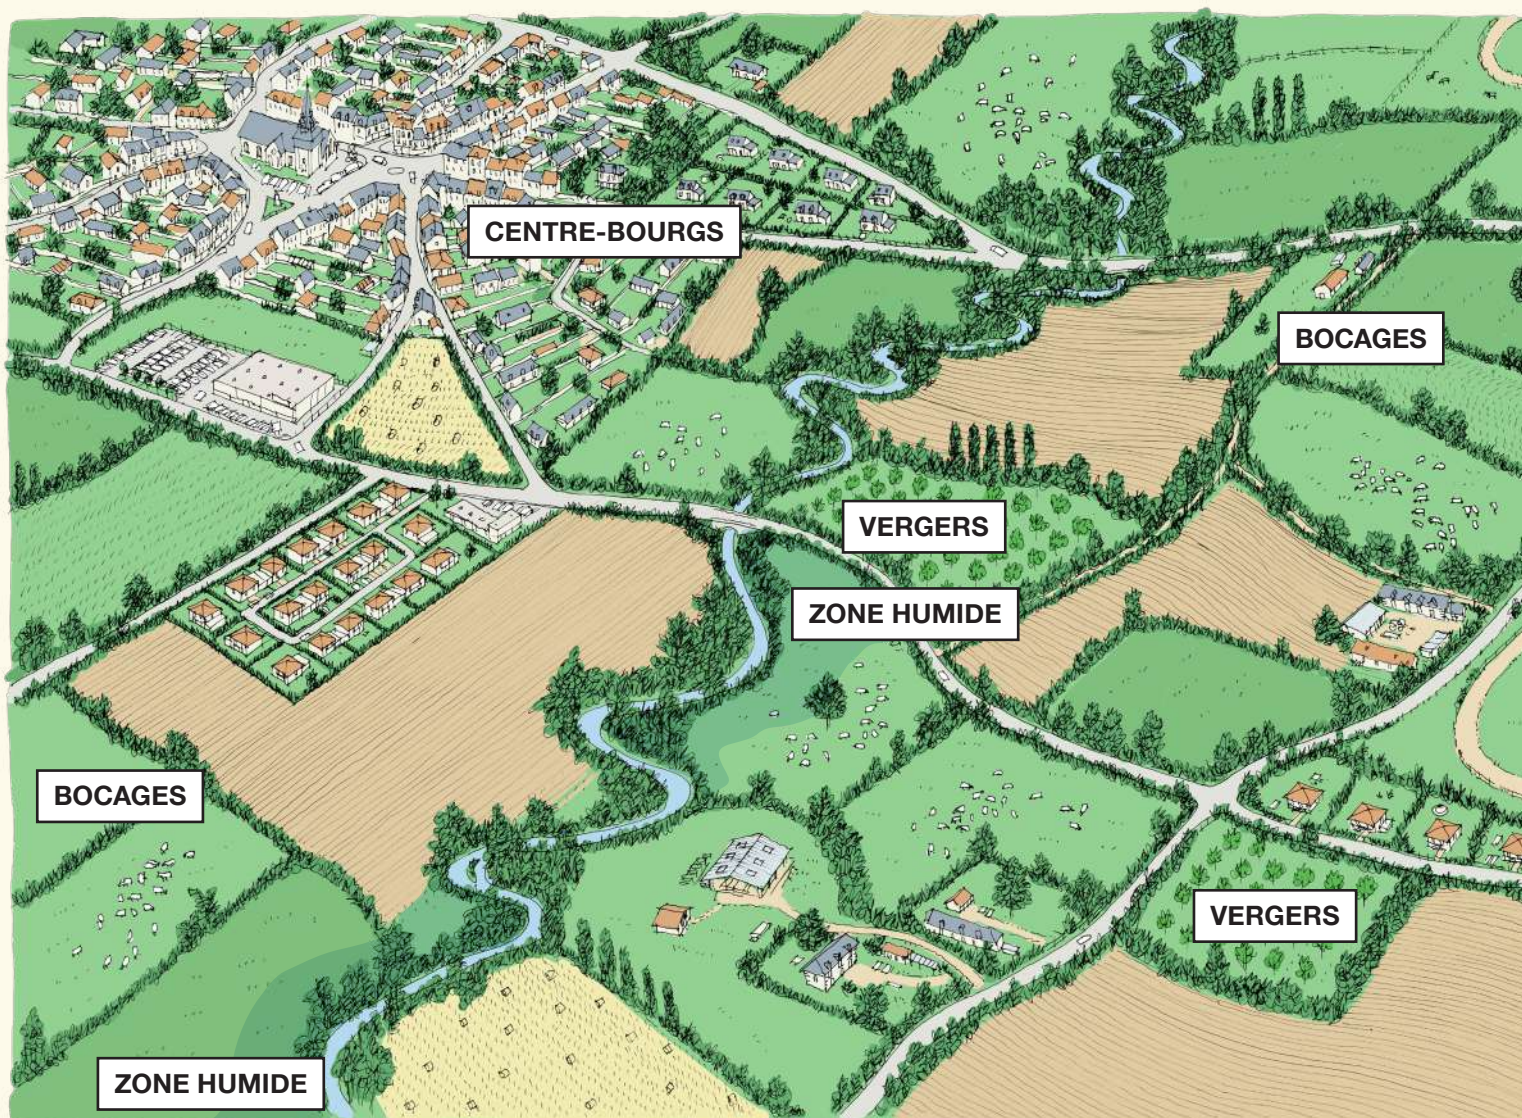 CENTRE-BOURGS
BOCAGES
VERGERS
ZONE HUMIDE
BOCAGES
VERGERS
ZONE HUMIDE